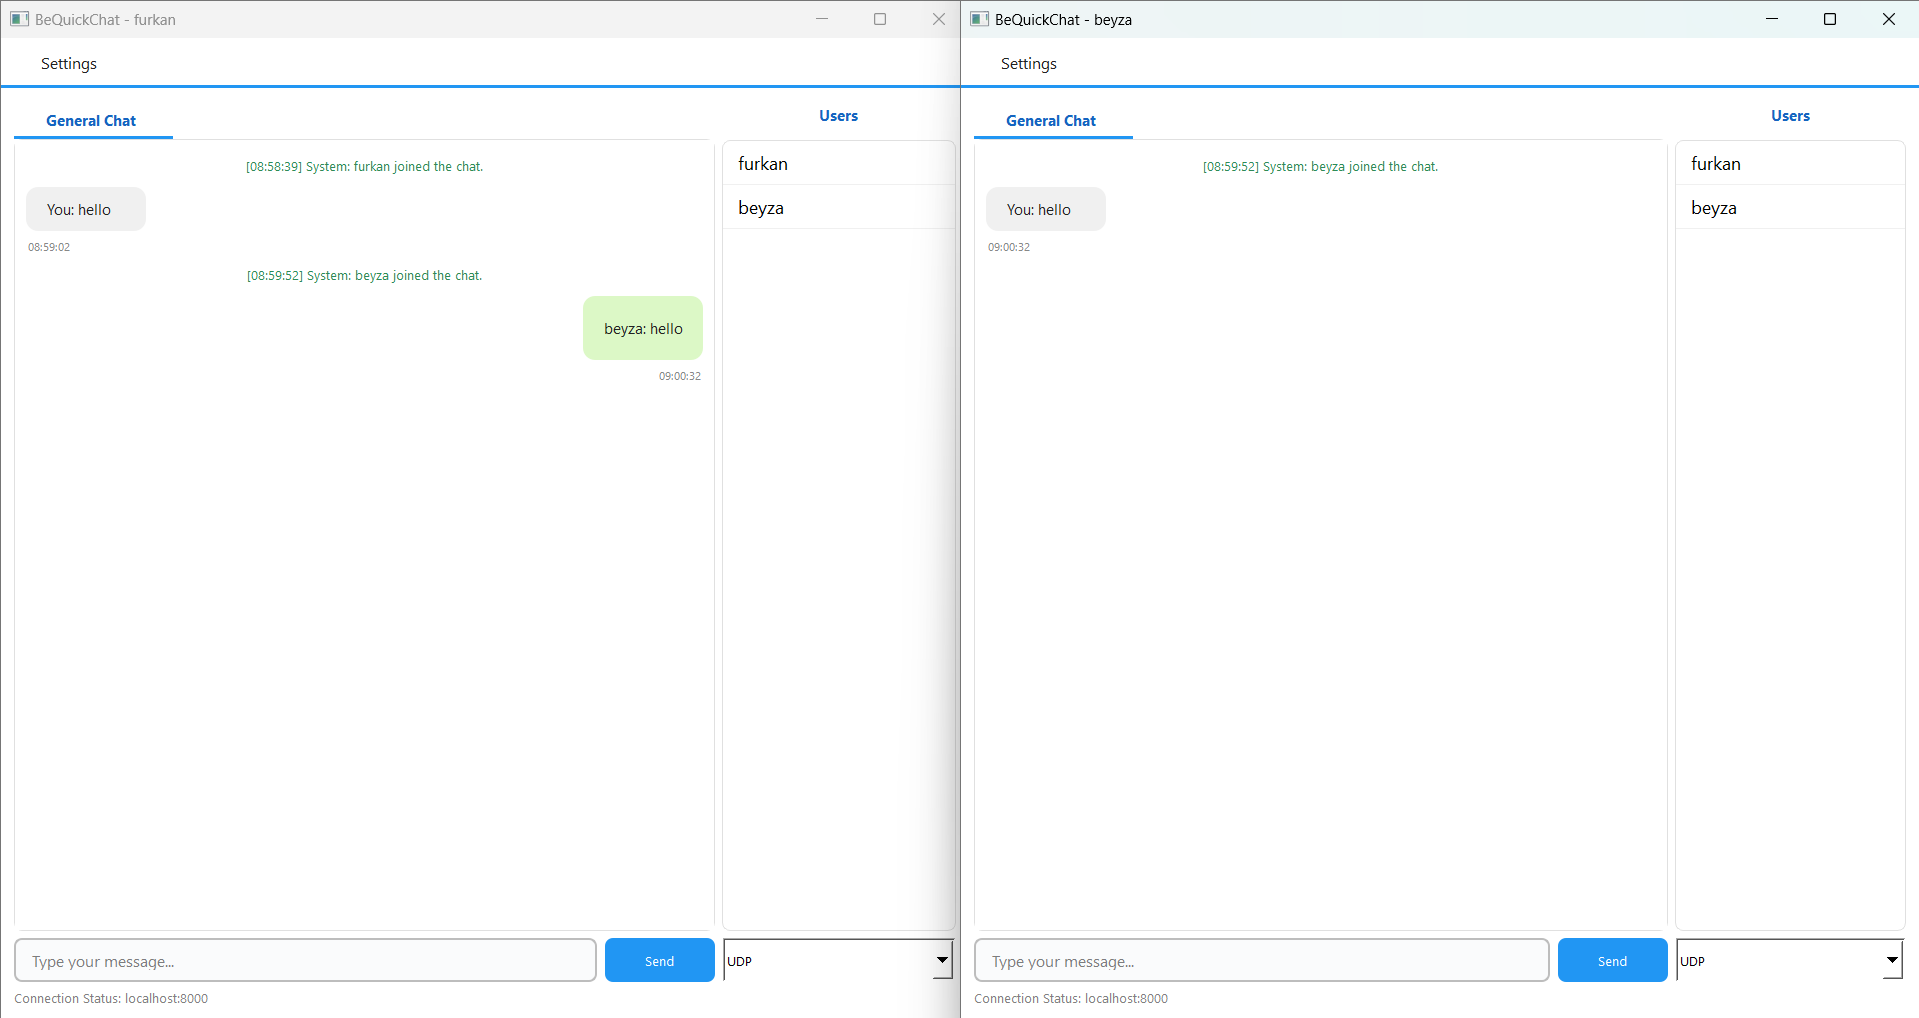 BeQuickChat - furkan
Settings
General Chat
Users
[08:58:39] System: furkan joined the chat.
You: hello
08:59:02
[08:59:52] System: beyza joined the chat.
beyza: hello
09:00:32
furkan
beyza
Type your message...
Send
UDP
Connection Status: localhost:8000
BeQuickChat - beyza
Settings
General Chat
Users
[08:59:52] System: beyza joined the chat.
You: hello
09:00:32
furkan
beyza
Type your message...
Send
UDP
Connection Status: localhost:8000